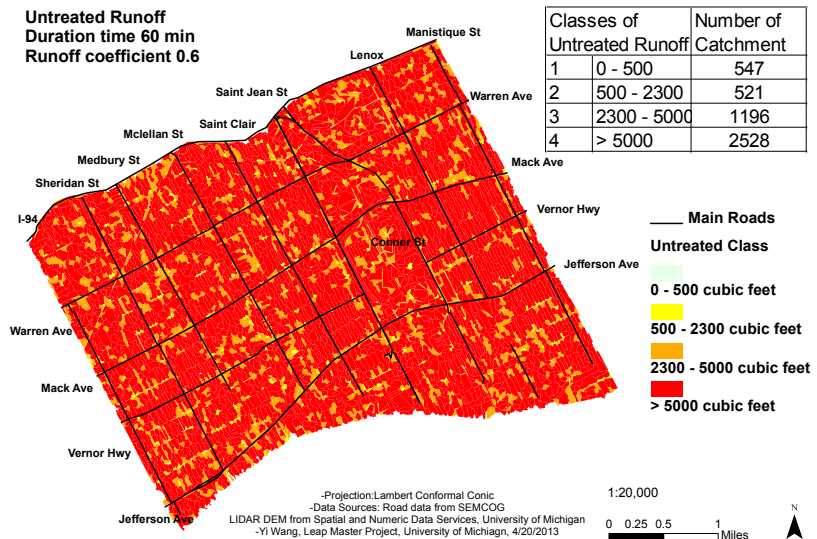 Untreated Runoff
Duration time 60 min
Runoff coefficient 0.6
Manistique St
Lenox
Saint Jean St
Warren Ave
Saint Clair
Mclellan St
Medbury St
Mack Ave
Sheridan St
Vernor Hwy
I-94
Conner St
Jefferson Ave
Warren Ave
Mack Ave
Vernor Hwy
Jefferson Ave
Classes of Number of
Untreated Runoff Catchment
1 0 - 500 547
2 500 - 2300 521
3 2300 - 5000 1196
4 > 5000 2528
Main Roads
Untreated Class
0 - 500 cubic feet
500 - 2300 cubic feet
2300 - 5000 cubic feet
> 5000 cubic feet
-Projection:Lambert Conformal Conic
-Data Sources: Road data from SEMCOG
LIDAR DEM from Spatial and Numeric Data Services, University of Michigan
-Yi Wang, Leap Master Project, University of Michiagn, 4/20/2013
1:20,000
0 0.25 0.5 1
Miles
N